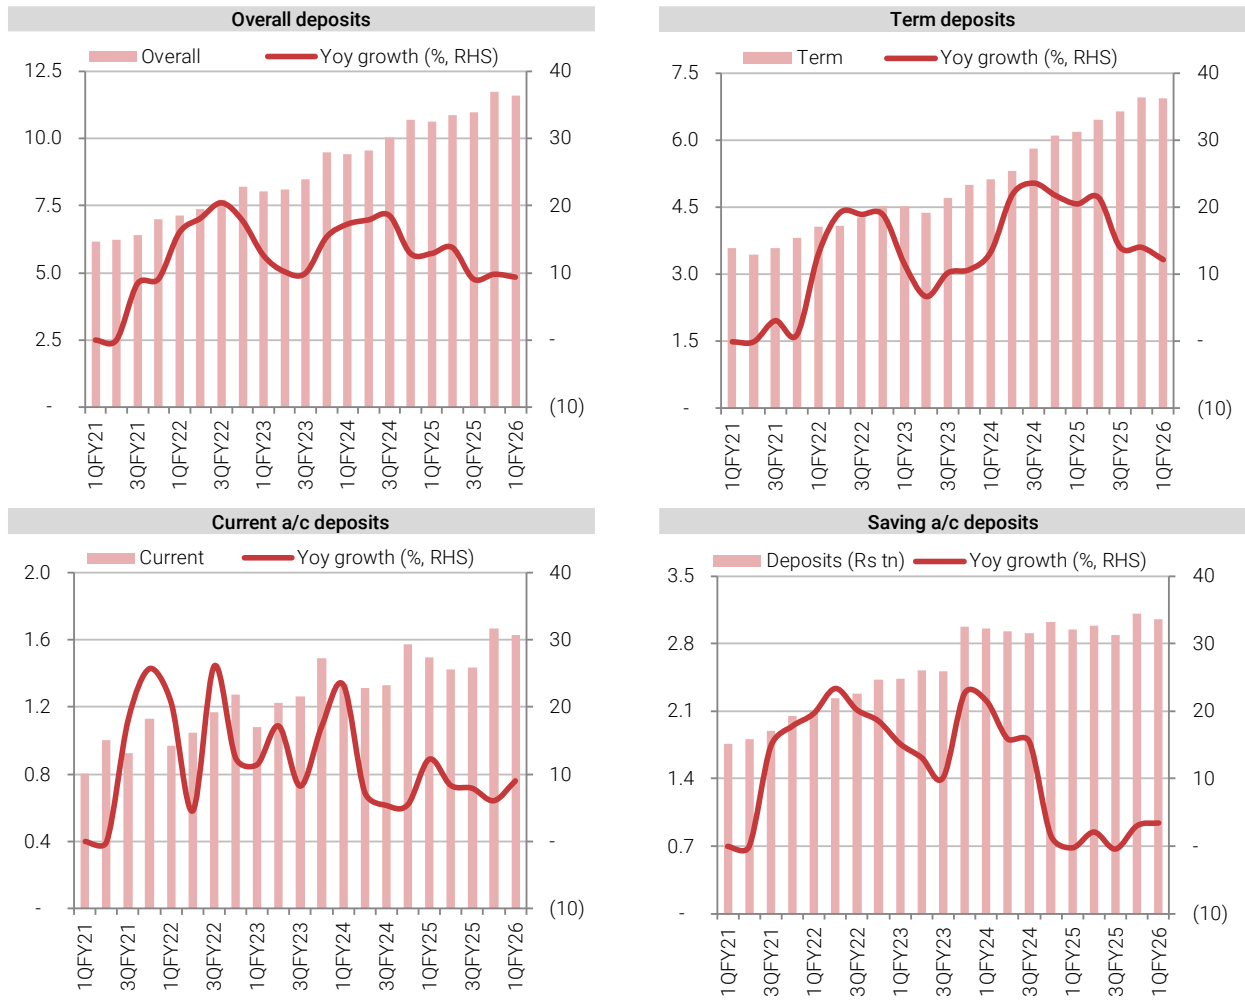 Overall deposits
Overall
Yoy growth (%, RHS)
12.5
10.0
7.5
5.0
2.5
-
40
30
20
10
-
(10)
1QFY21
3QFY21
1QFY22
3QFY22
1QFY23
3QFY23
1QFY24
3QFY24
1QFY25
3QFY25
1QFY26
Term deposits
Term
Yoy growth (%, RHS)
7.5
6.0
4.5
3.0
1.5
-
40
30
20
10
-
(10)
1QFY21
3QFY21
1QFY22
3QFY22
1QFY23
3QFY23
1QFY24
3QFY24
1QFY25
3QFY25
1QFY26
Current a/c deposits
Current
Yoy growth (%, RHS)
2.0
1.6
1.2
0.8
0.4
-
40
30
20
10
-
(10)
1QFY21
3QFY21
1QFY22
3QFY22
1QFY23
3QFY23
1QFY24
3QFY24
1QFY25
3QFY25
1QFY26
Saving a/c deposits
Deposits (Rs tn)
Yoy growth (%, RHS)
3.5
2.8
2.1
1.4
0.7
-
40
30
20
10
-
(10)
1QFY21
3QFY21
1QFY22
3QFY22
1QFY23
3QFY23
1QFY24
3QFY24
1QFY25
3QFY25
1QFY26